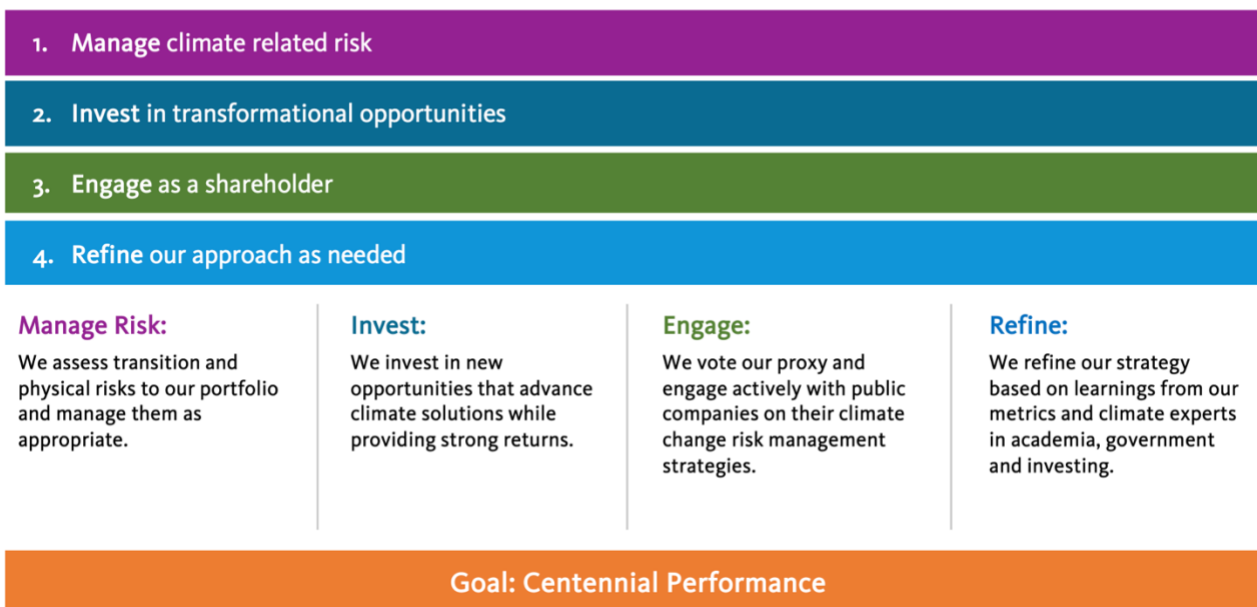 1. Manage climate related risk
2. Invest in transformational opportunities
3. Engage as a shareholder
4. Refine our approach as needed
Manage Risk:
We assess transition and
physical risks to our portfolio
and manage them as
appropriate.
Invest:
We invest in new
opportunities that advance
climate solutions while
providing strong returns.
Engage:
We vote our proxy and
engage actively with public
companies on their climate
change risk management
strategies.
Refine:
We refine our strategy
based on learnings from our
metrics and climate experts
in academia, government
and investing.
Goal: Centennial Performance